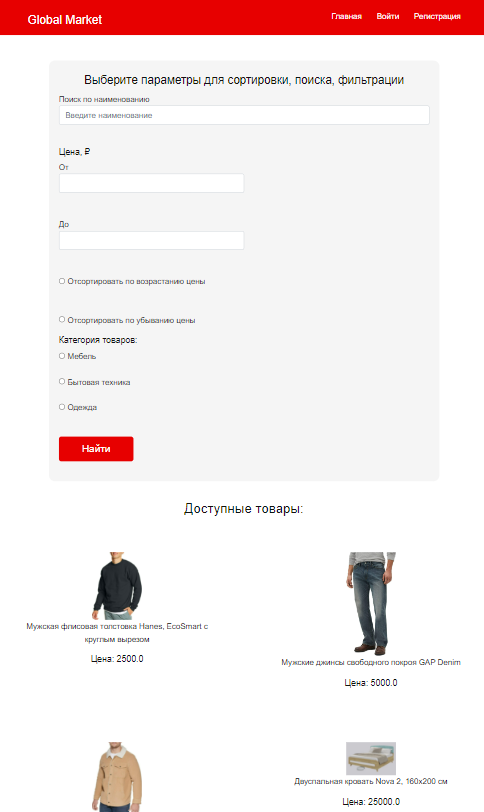 Global Market
Главная Войти Регистрация
Выберите параметры для сортировки, поиска, фильтрации
Поиск по наименованию
Введите наименование
Цена, ₽
От
До
Отсортировать по возрастанию цены
Отсортировать по убыванию цены
Категория товаров:
Мебель
Бытовая техника
Одежда
Найти
Доступные товары:
Мужская флисовая толстовка Hanes, EcoSmart с
круглым вырезом
Цена: 2500.0
Мужские джинсы свободного покроя GAP Denim
Цена: 5000.0
Двуспальная кровать Nova 2, 160x200 см
Цена: 25000.0